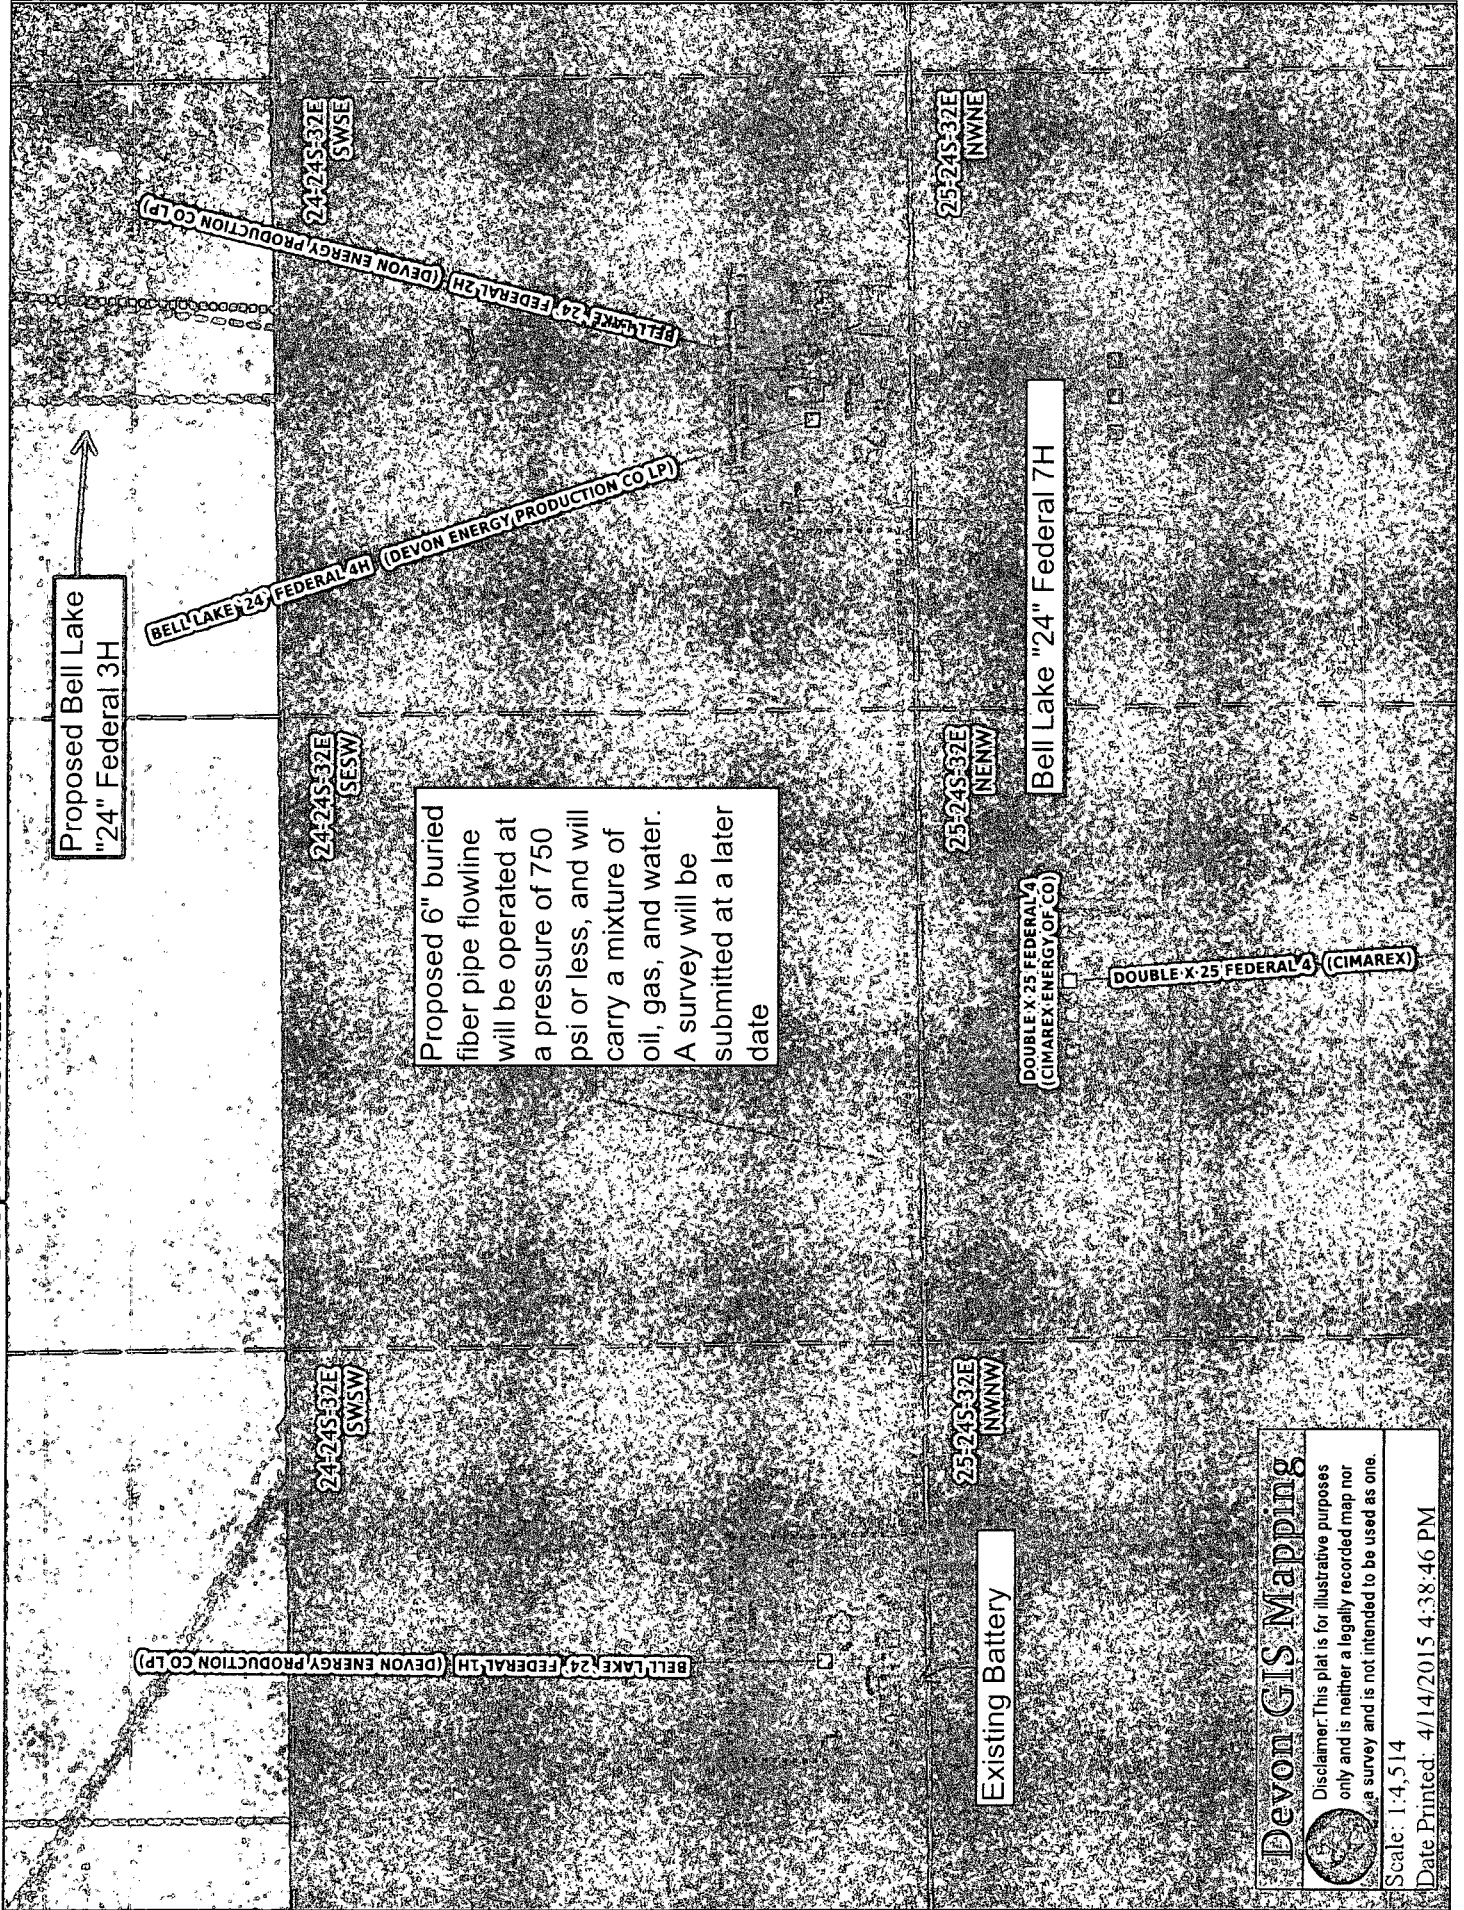 Proposed Bell Lake
"24" Federal 3H
BELL LAKE '24' FEDERAL 4H (DEVON ENERGY PRODUCTION CO LP)
BELL LAKE '24' FEDERAL 2H (DEVON ENERGY PRODUCTION CO LP)
BELL LAKE '24' FEDERAL 1H (DEVON ENERGY PRODUCTION CO LP)
24-24S-32E
SWSW
24-24S-32E
SESW
24-24S-32E
SWSE
Proposed 6" buried
fiber pipe flowline
will be operated at
a pressure of 750
psi or less, and will
carry a mixture of
oil, gas, and water.
A survey will be
submitted at a later
date
25-24S-32E
NWNW
25-24S-32E
NENW
25-24S-32E
NWNE
Existing Battery
DOUBLE X 25 FEDERAL 4
(CIMAREX ENERGY OF CO)
Bell Lake "24" Federal 7H
DOUBLE X 25 FEDERAL 4 (CIMAREX)
Devon GIS Mapping
Disclaimer: This plat is for illustrative purposes
only and is neither a legally recorded map nor
a survey and is not intended to be used as one.
Scale: 1:4,514
Date Printed: 4/14/2015 4:38:46 PM